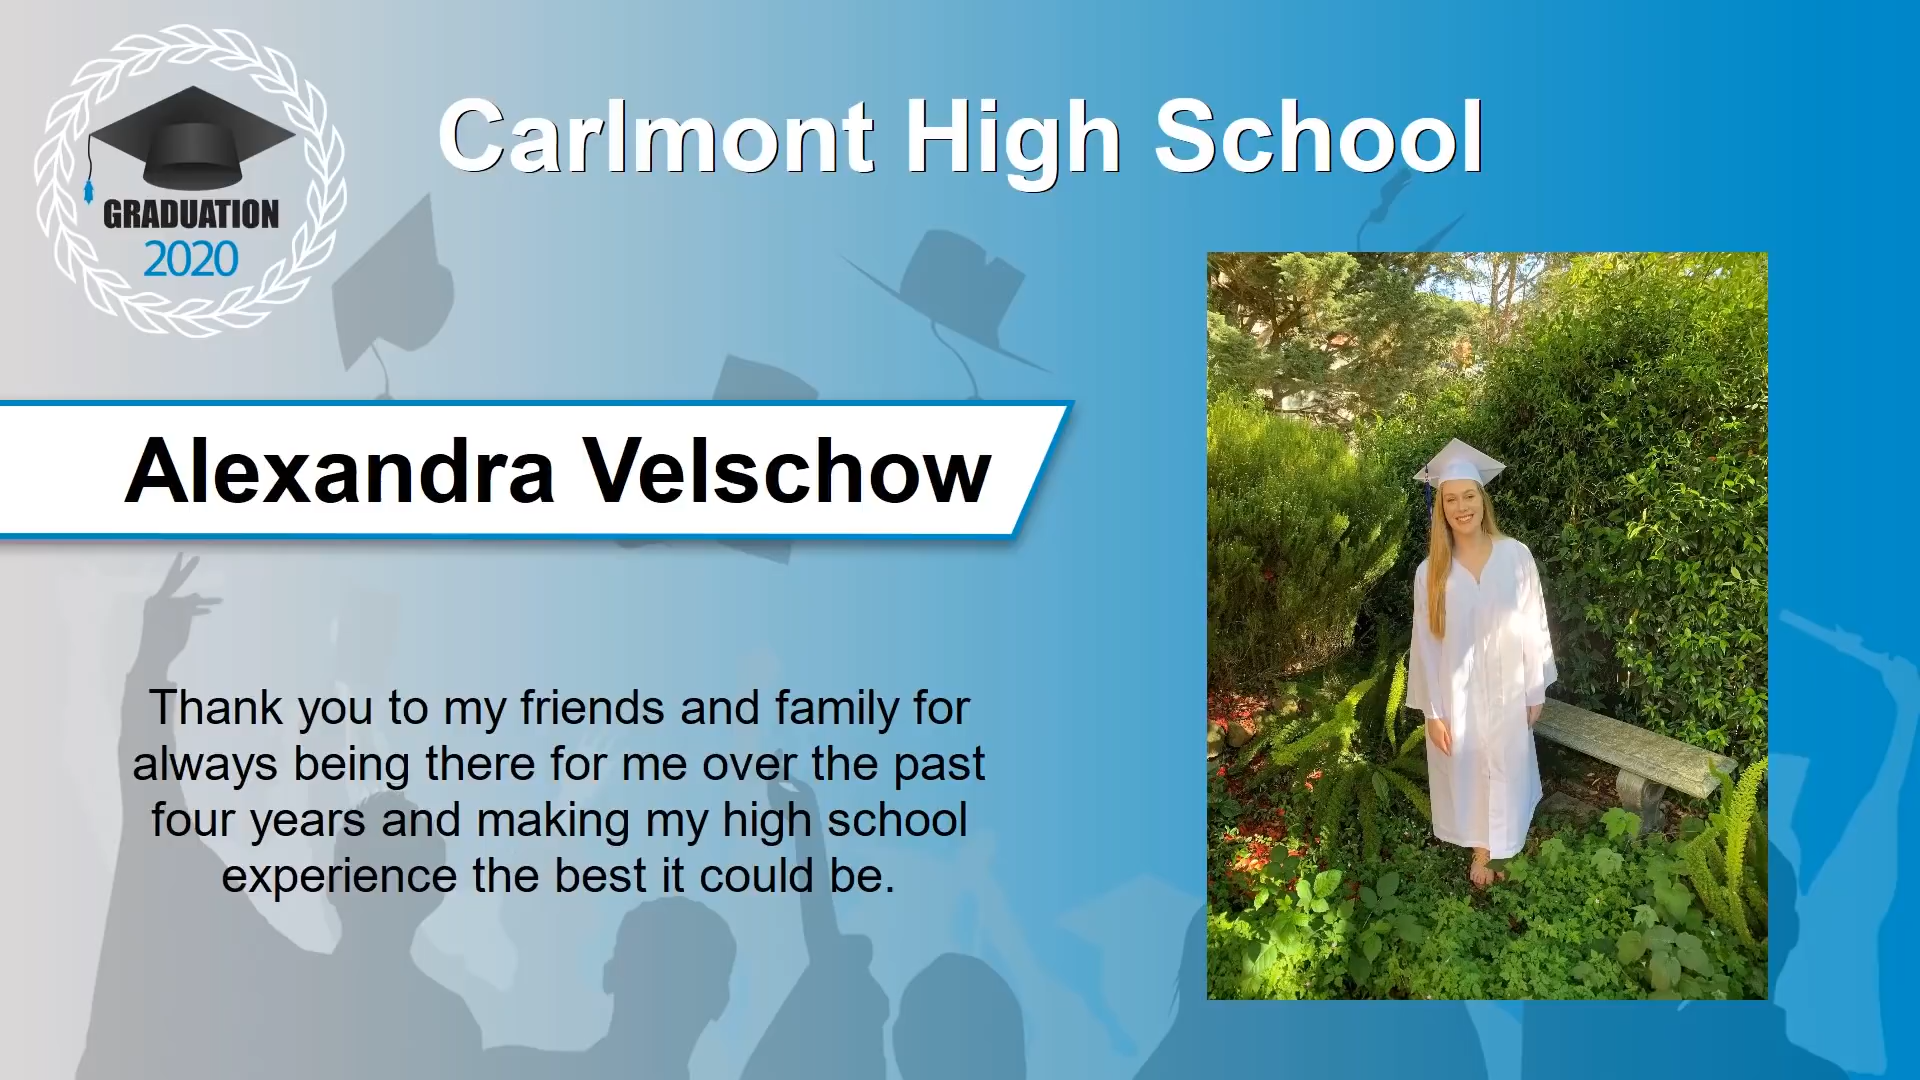 GRADUATION
2020
Carlmont High School
Alexandra Velschow
Thank you to my friends and family for
always being there for me over the past
four years and making my high school
experience the best it could be.